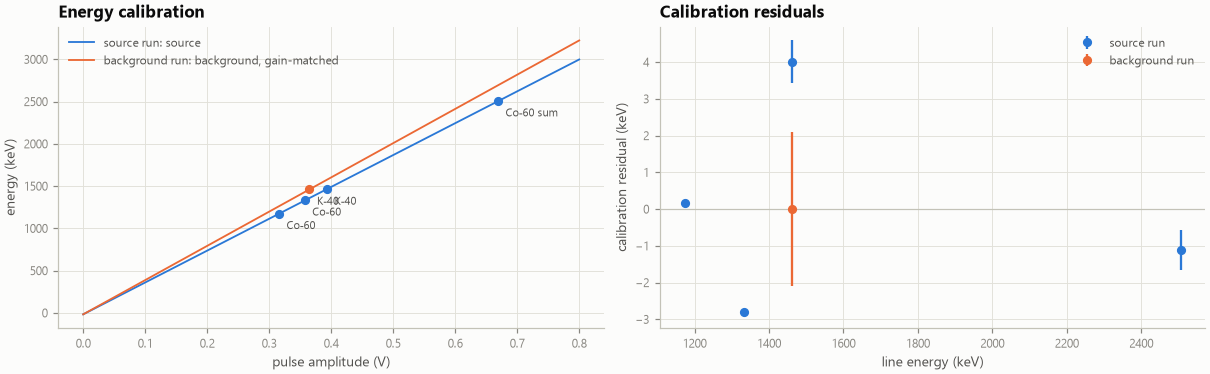 Energy calibration
source run: source
background run: background, gain-matched
3000
2500
2000
1500
1000
500
0
energy (keV)
Co-60 sum
K-40
K-40
Co-60
Co-60
0.0 0.1 0.2 0.3 0.4 0.5 0.6 0.7 0.8
pulse amplitude (V)
Calibration residuals
source run
background run
4
3
2
1
0
−1
−2
−3
calibration residual (keV)
1200 1400 1600 1800 2000 2200 2400
line energy (keV)